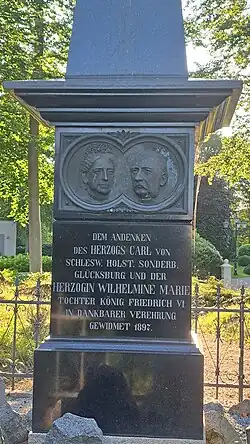 DEM ANDENKEN
DES HERZOGS CARL VON
SCHLESW. HOLST. SONDERB.
GLÜCKSBURG UND DER
HERZOGIN WILHELMINE MARIE
TOCHTER KÖNIG FRIEDRICH VI
IN DANKBARER VEREHRUNG
GEWIDMET 1897.